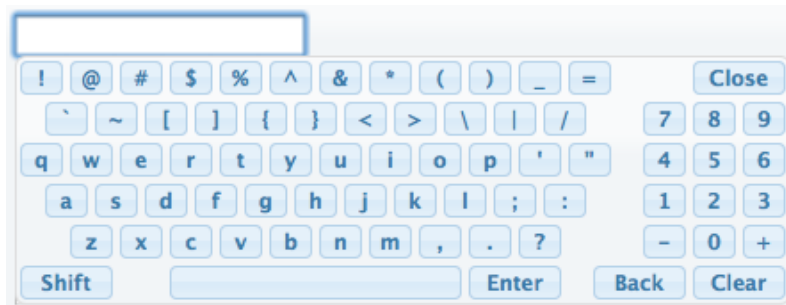 ! @ # $ % ^ & * ( ) _ = Close
` ~ [ ] { } < > \ | / 7 8 9
q w e r t y u i o p ' " 4 5 6
a s d f g h j k l ; : 1 2 3
z x c v b n m , . ? - 0 +
Shift Enter Back Clear